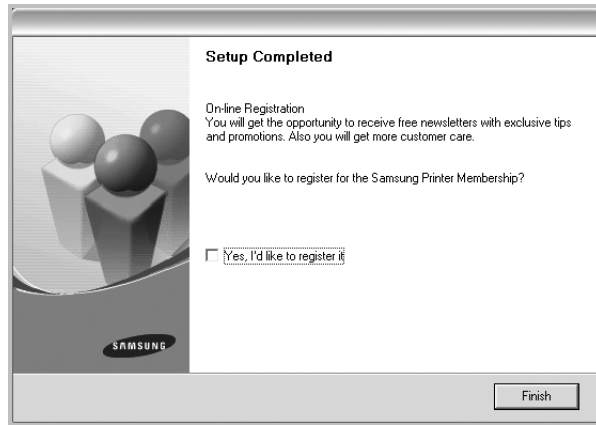 Setup Completed
On-line Registration
You will get the opportunity to receive free newsletters with exclusive tips
and promotions. Also you will get more customer care.
Would you like to register for the Samsung Printer Membership?
Yes, I'd like to register it
SAMSUNG
Finish